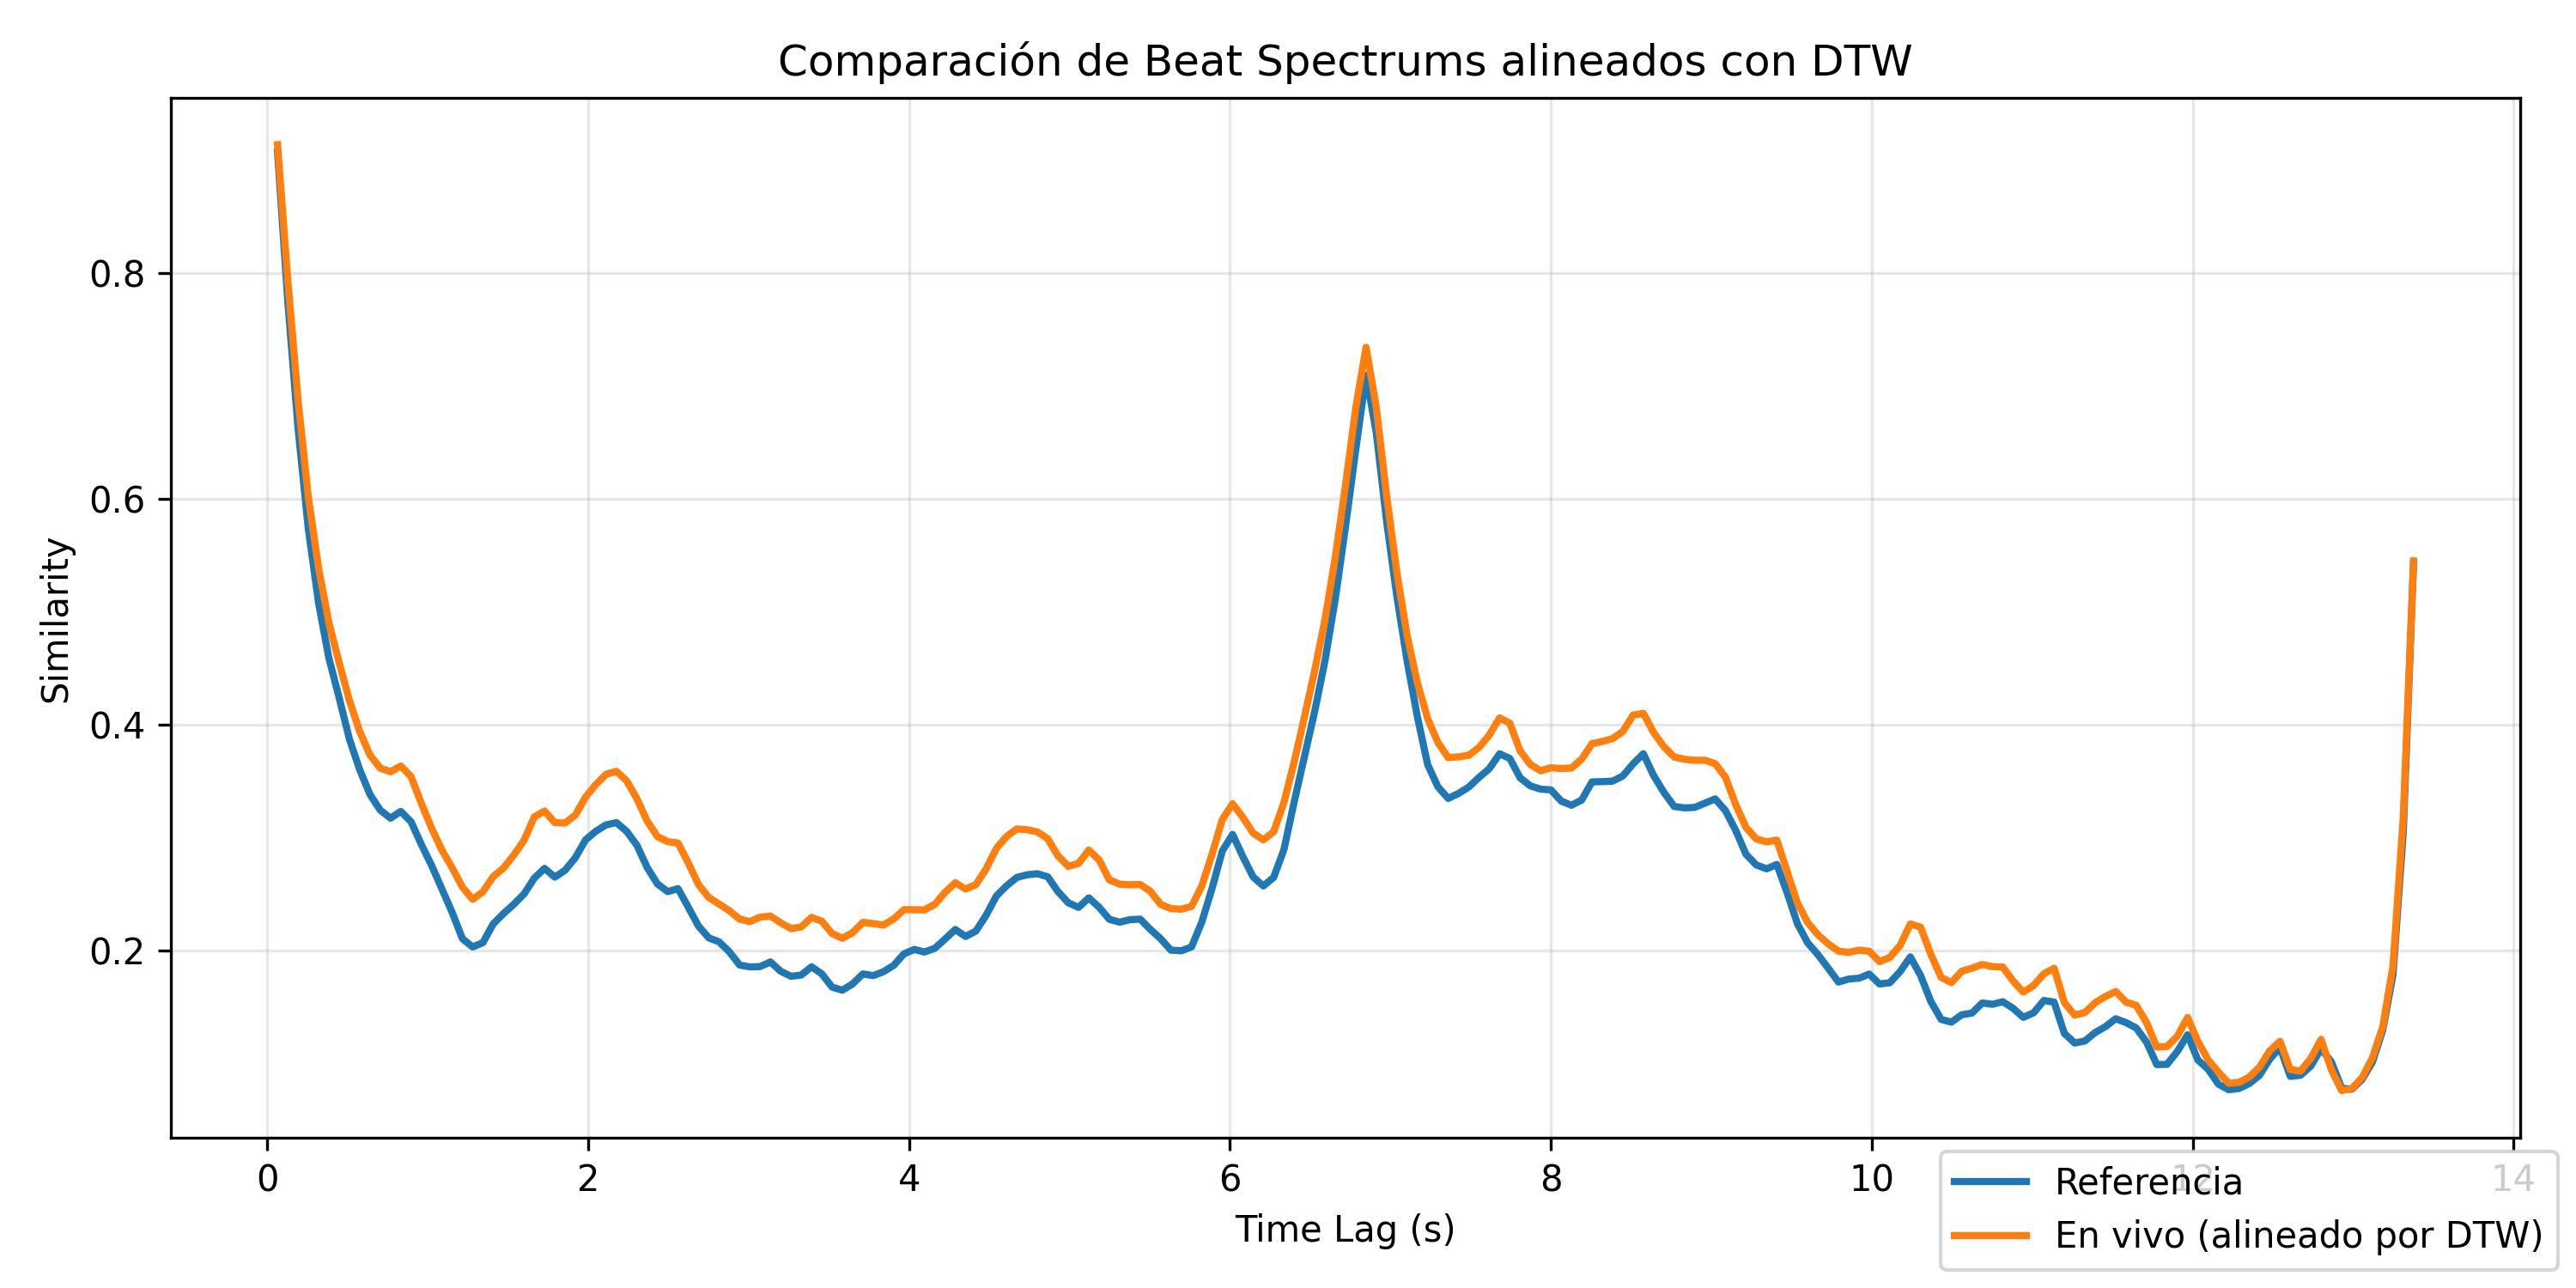 Comparación de Beat Spectrums alineados con DTW
Similarity
0.8
0.6
0.4
0.2
0 2 4 6 8 10 12 14
Time Lag (s)
Referencia
En vivo (alineado por DTW)